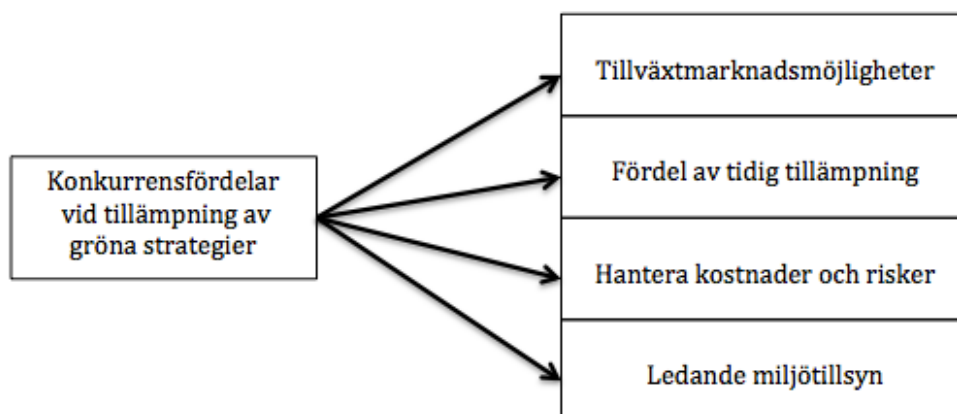 Konkurrensfördelar
vid tillämpning av
gröna strategier
Tillväxtmarknadsmöjligheter
Fördel av tidig tillämpning
Hantera kostnader och risker
Ledande miljötillsyn